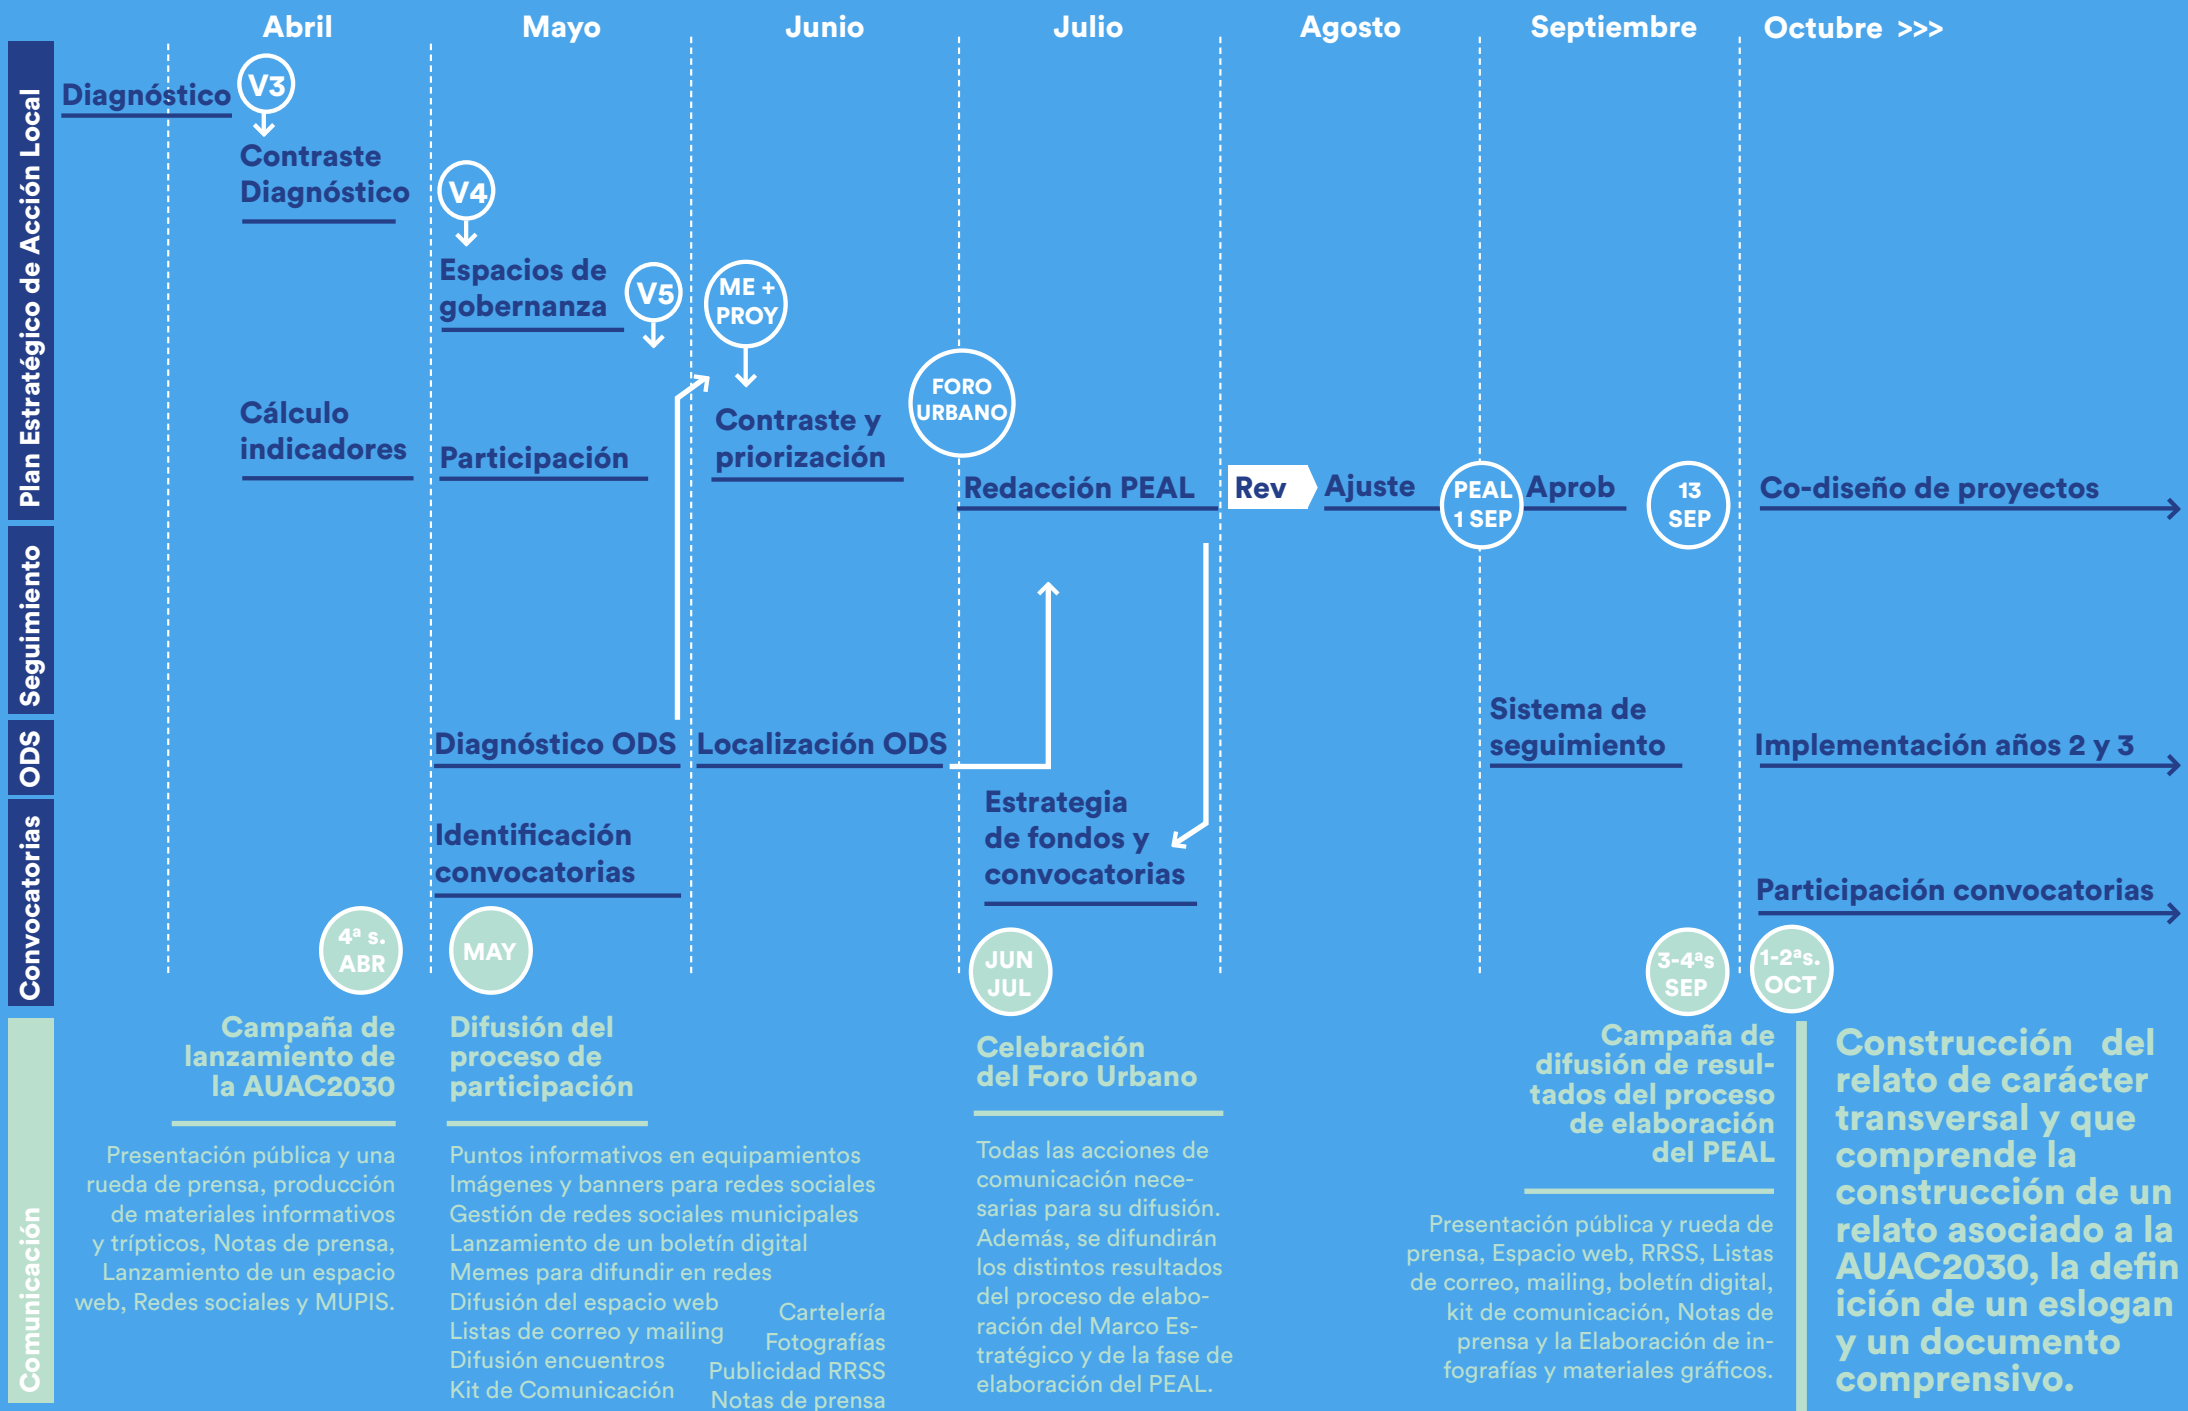 Abril
Mayo
Junio
Julio
Agosto
Septiembre
Octubre >>>
Plan Estratégico de Acción Local
Diagnóstico
V3
Contraste
Diagnóstico
V4
Espacios de
gobernanza
V5
ME +
PROY
FORO
URBANO
Cálculo
indicadores
Participación
Contraste y
priorización
Redacción PEAL
Rev
Ajuste
PEAL
1 SEP
Aprob
13
SEP
Co-diseño de proyectos
Seguimiento
Sistema de
seguimiento
ODS
Diagnóstico ODS
Localización ODS
Implementación años 2 y 3
Convocatorias
Identificación
convocatorias
Estrategia
de fondos y
convocatorias
Participación convocatorias
4ª s.
ABR
MAY
JUN
JUL
3-4ªs
SEP
1-2ªs.
OCT
Comunicación
Campaña de
lanzamiento de
la AUAC2030
Presentación pública y una
rueda de prensa, producción
de materiales informativos
y trípticos, Notas de prensa,
Lanzamiento de un espacio
web, Redes sociales y MUPIS.
Difusión del
proceso de
participación
Puntos informativos en equipamientos
Imágenes y banners para redes sociales
Gestión de redes sociales municipales
Lanzamiento de un boletín digital
Memes para difundir en redes
Difusión del espacio web
Listas de correo y mailing
Difusión encuentros
Kit de Comunicación
Cartelería
Fotografías
Publicidad RRSS
Notas de prensa
Celebración
del Foro Urbano
Todas las acciones de
comunicación nece-
sarias para su difusión.
Además, se difundirán
los distintos resultados
del proceso de elabo-
ración del Marco Es-
tratégico y de la fase de
elaboración del PEAL.
Campaña de
difusión de resul-
tados del proceso
de elaboración
del PEAL
Presentación pública y rueda de
prensa, Espacio web, RRSS, Listas
de correo, mailing, boletín digital,
kit de comunicación, Notas de
prensa y la Elaboración de in-
fografías y materiales gráficos.
Construcción del
relato de carácter
transversal y que
comprende la
construcción de un
relato asociado a la
AUAC2030, la defin
ición de un eslogan
y un documento
comprensivo.